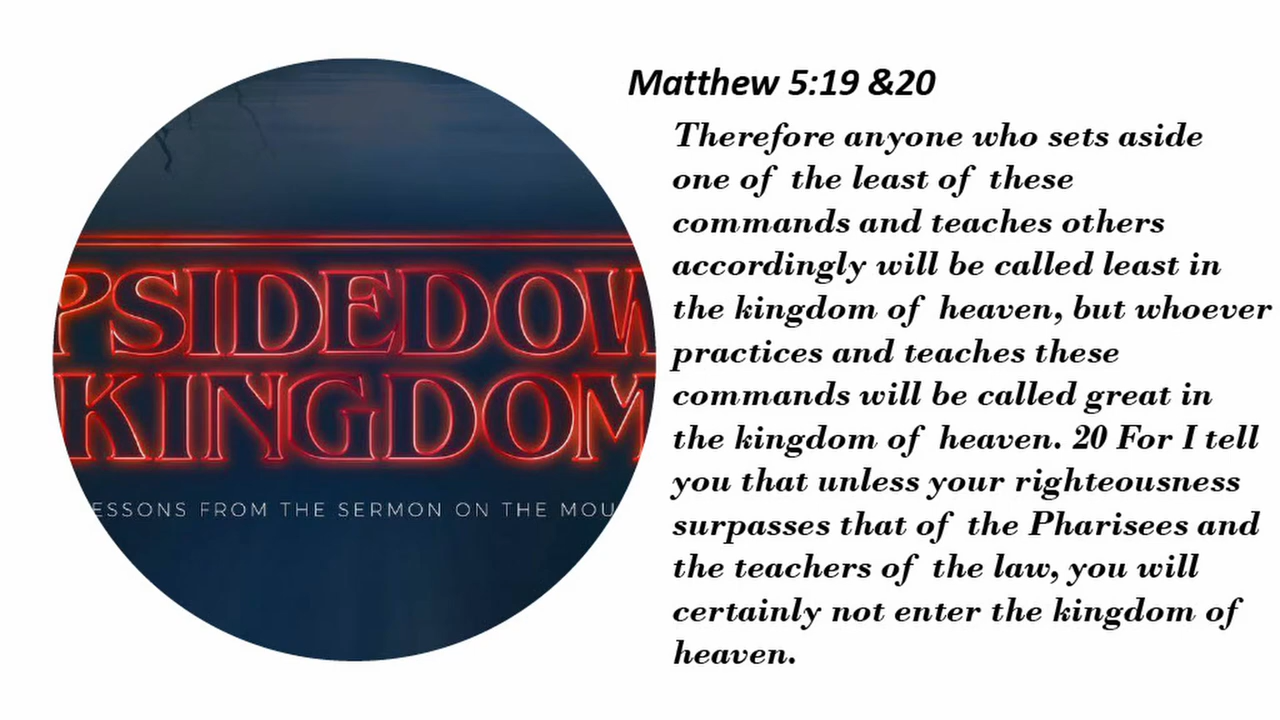 PSIDEDOW
KINGDOM
ESSONS FROM THE SERMON ON THE MOU
Matthew 5:19 &20
Therefore anyone who sets aside
one of the least of these
commands and teaches others
accordingly will be called least in
the kingdom of heaven, but whoever
practices and teaches these
commands will be called great in
the kingdom of heaven. 20 For I tell
you that unless your righteousness
surpasses that of the Pharisees and
the teachers of the law, you will
certainly not enter the kingdom of
heaven.